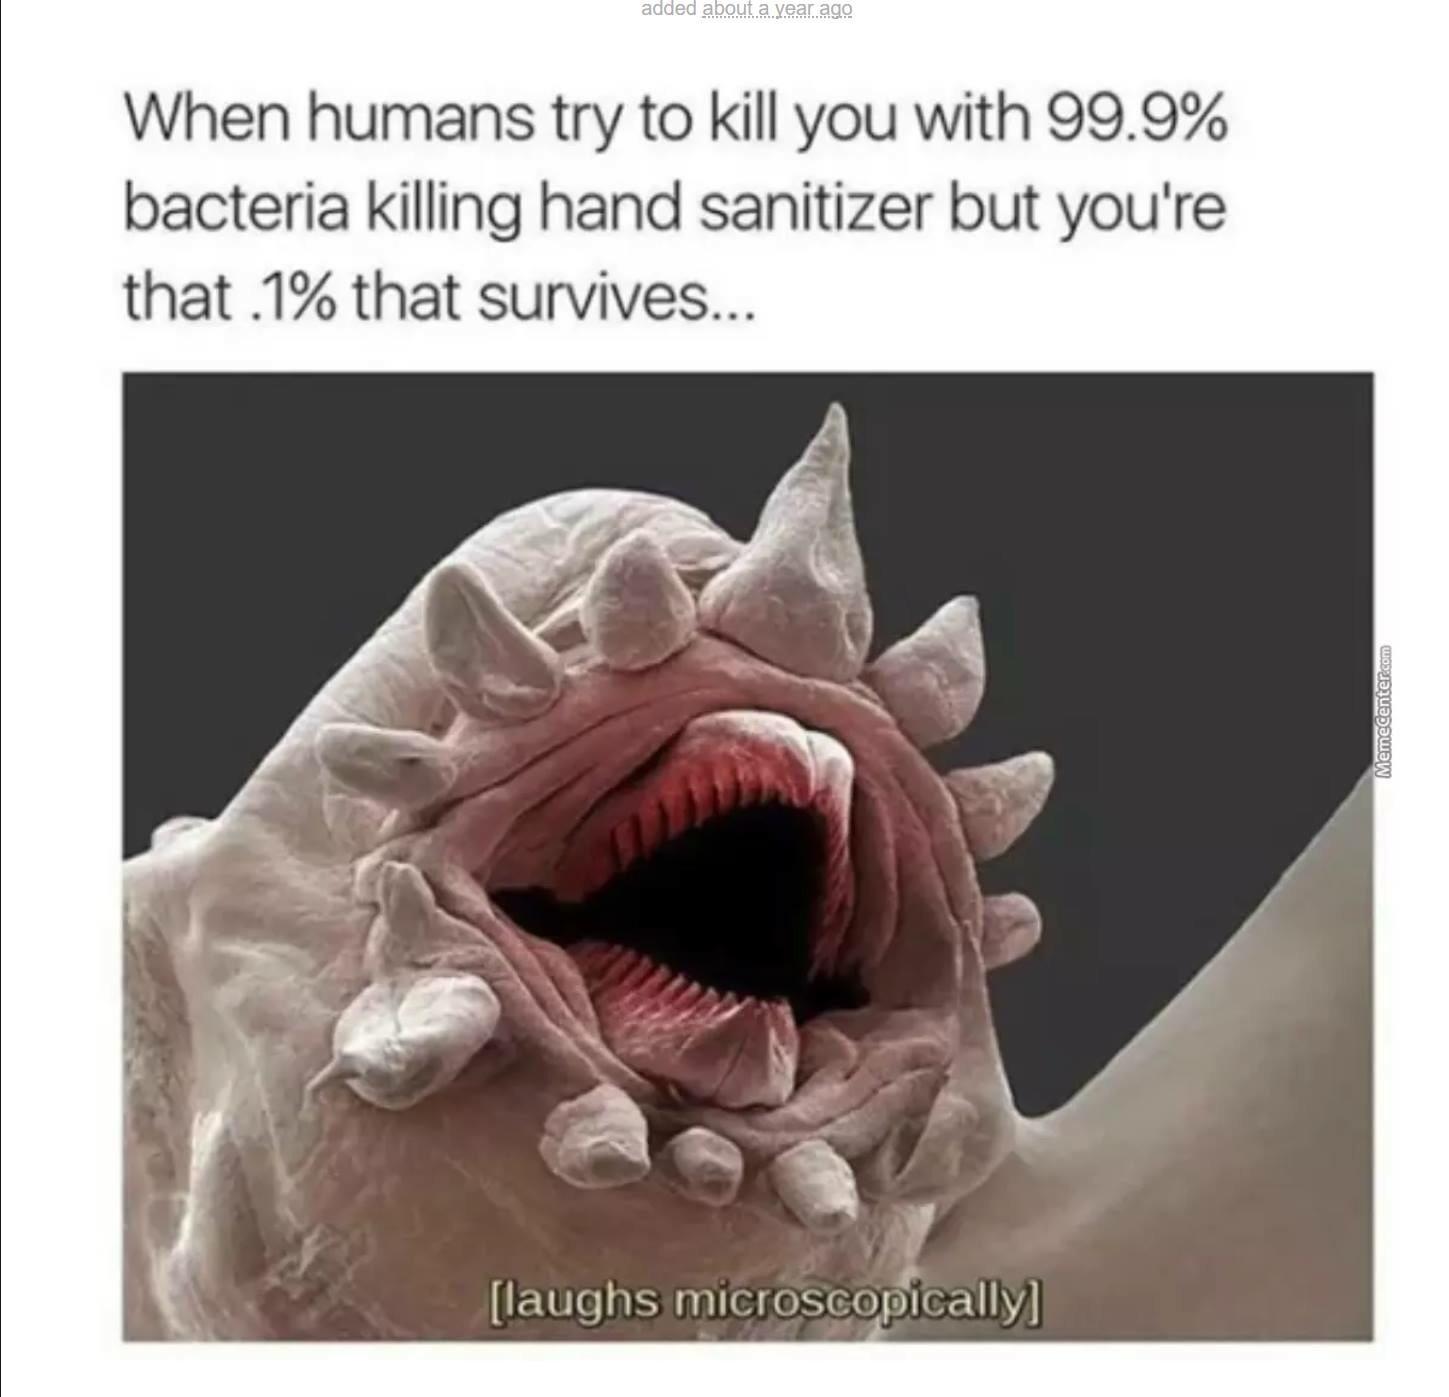 added about a year ago
When humans try to kill you with 99.9%
bacteria killing hand sanitizer but you're
that .1% that survives...
MemeCenter.com
[laughs microscopically]